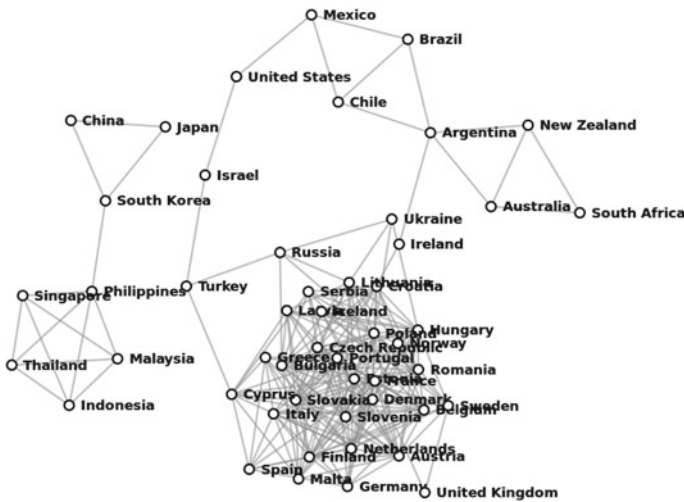 Mexico
Brazil
United States
Chile
China
Japan
Argentina
New Zealand
Israel
South Korea
Australia
South Africa
Ukraine
Ireland
Russia
Lithuania
Croatia
Turkey
Philippines
Singapore
Serbia
Iceland
Hungary
Poland
Norway
Czech Republic
Greece
Portugal
Malaysia
Thailand
Bulgaria
Romania
Estonia
France
Cyprus
Slovakia
Denmark
Indonesia
Sweden
Belgium
Italy
Slovenia
Netherlands
Finland
Austria
Spain
Malta
Germany
United Kingdom